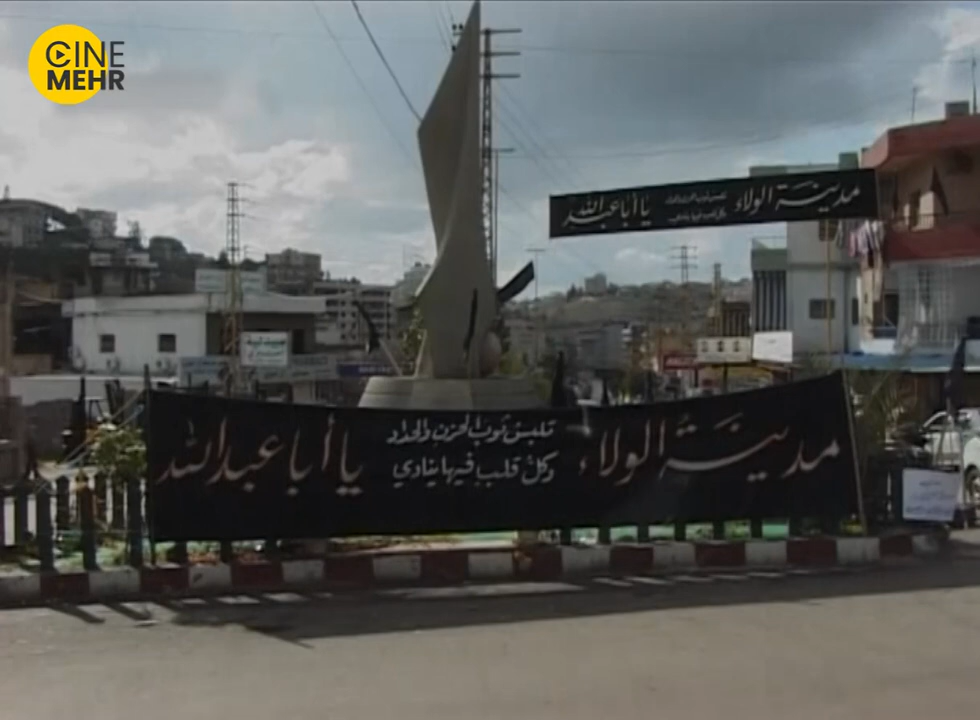 CINE
MEHR
مدينة الولاء
يا أبا عبد الله
مدينة الولاء
تلبس ثوب الحزن والحداد
وكل قلب فيها ينادي
يا أبا عبد الله